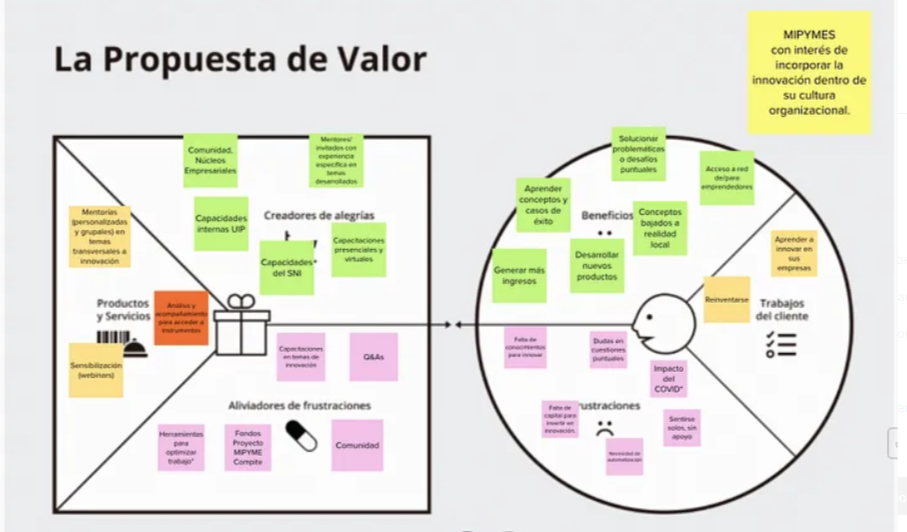 La Propuesta de Valor
MIPYMES
con interés de
incorporar la
innovación dentro de
su cultura
organizacional.
Comunidad,
Núcleos
Empresariales
Mentores/
invitados con
experiencia
específica en
temas
desarrollados
Mentorías
(personalizadas
y grupales) en
temas
transversales a
innovación
Capacidades
internas UIP
Creadores de alegrías
Capacidades*
del SNI
Capacitaciones
presenciales y
virtuales
Productos
y Servicios
Análisis y
acompañamiento
para acceder a
instrumentos
Sensibilización
(webinars)
Capacitaciones
en temas de
innovación
Q&As
Aliviadores de frustraciones
Herramientas
para
optimizar
trabajo*
Fondos
Proyecto
MIPYME
Compite
Comunidad
Solucionar
problemáticas
o desafíos
puntuales
Acceso a red
de/para
emprendedores
Aprender
conceptos y
casos de
éxito
Beneficios
Conceptos
bajados a
realidad
local
Generar más
ingresos
Desarrollar
nuevos
productos
Aprender a
innovar en
sus
empresas
Reinventarse
Trabajos
del cliente
Falta de
conocimientos
para innovar
Dudas en
cuestiones
puntuales
Impacto
del
COVID*
Falta de
capital para
invertir en
innovación
rustraciones
Sentirse
solos, sin
apoyo
Necesidad de
automatización